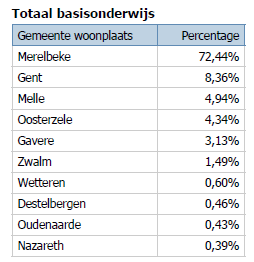 Totaal basisonderwijs
Gemeente woonplaats Percentage
Merelbeke 72,44%
Gent 8,36%
Melle 4,94%
Oosterzele 4,34%
Gavere 3,13%
Zwalm 1,49%
Wetteren 0,60%
Destelbergen 0,46%
Oudenaarde 0,43%
Nazareth 0,39%